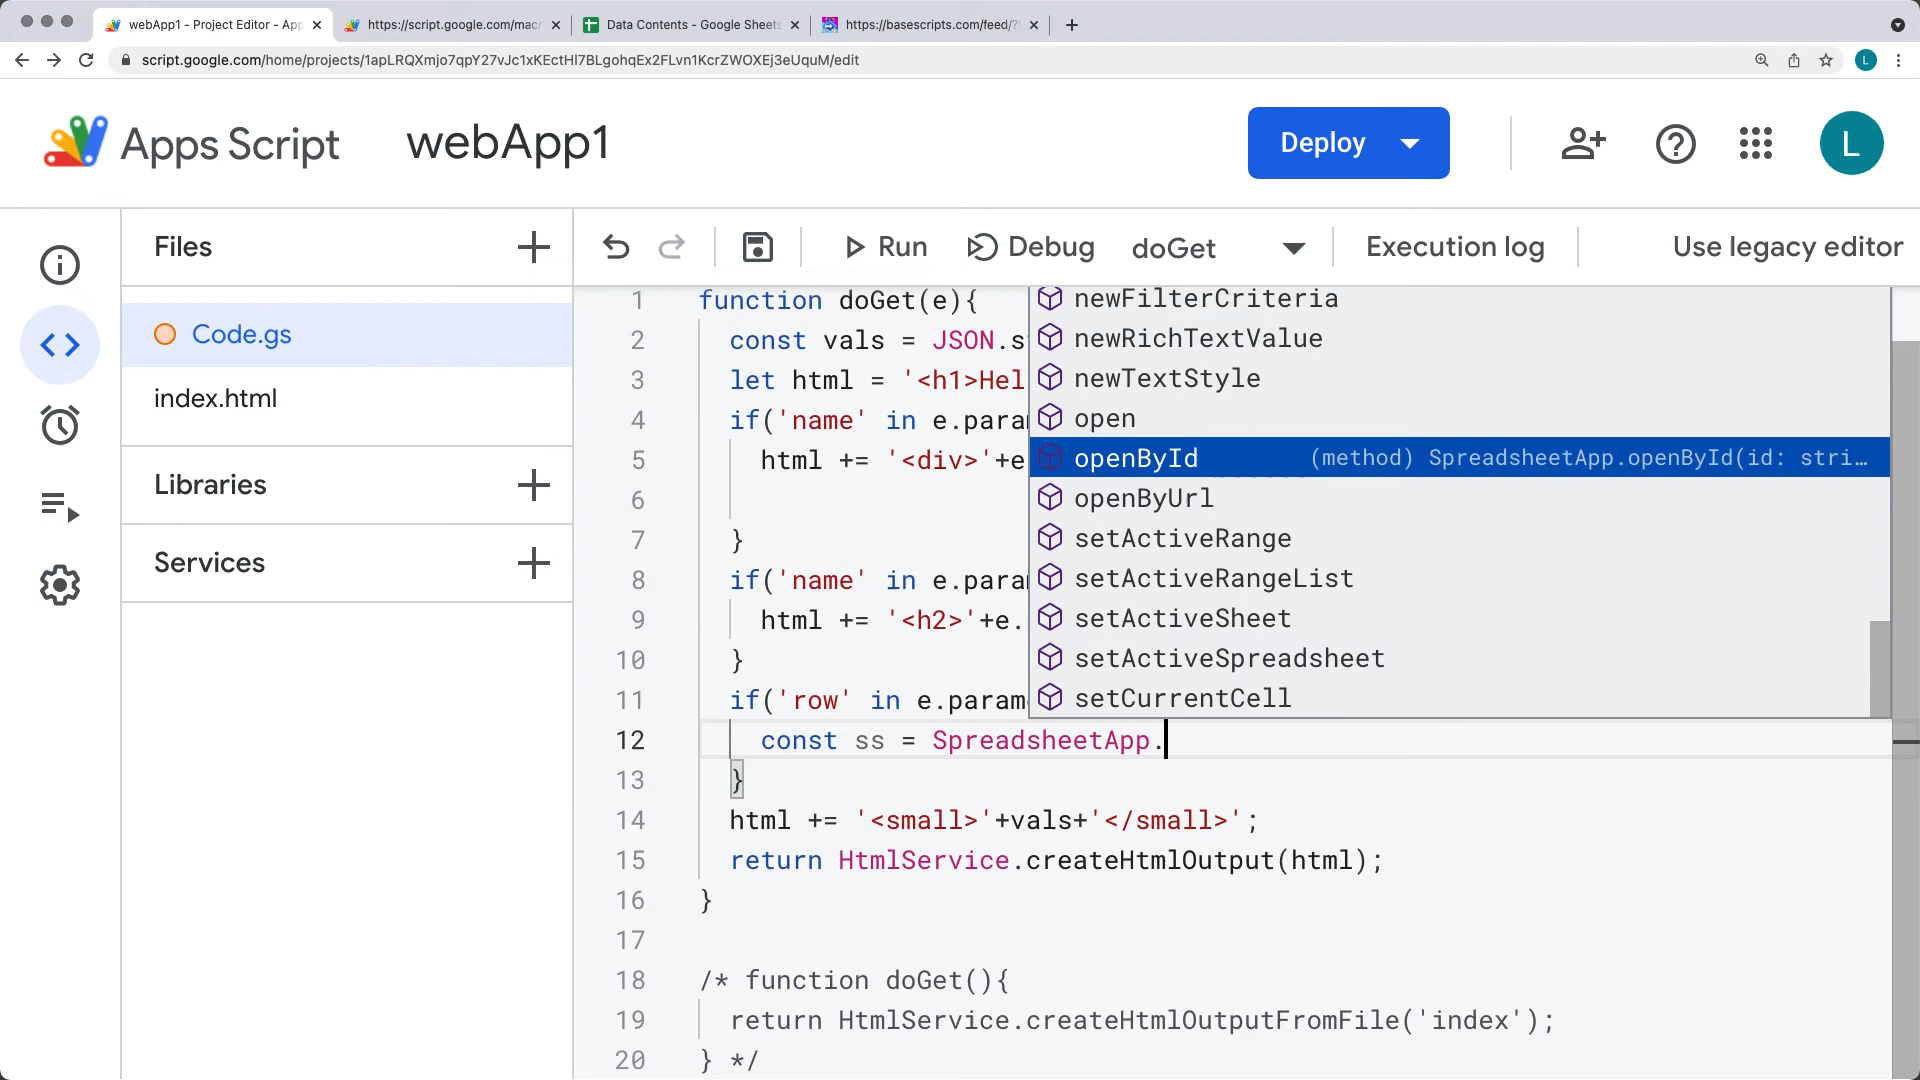 webApp1 - Project Editor - App
https://script.google.com/macr
Data Contents - Google Sheets
https://basescripts.com/feed/?
script.google.com/home/projects/1apLRQXmjo7qpY27vJc1xKEctHl7BLgohqEx2FLvn1KcrZWOXEj3eUquM/edit
L
Apps Script
webApp1
Deploy
L
Files
Run
Debug
doGet
Execution log
Use legacy editor
Code.gs
index.html
Libraries
Services
1 function doGet(e){
2 const vals = JSON.s
3 let html = '<h1>Hel
4 if('name' in e.para
5 html += '<div>'+e
6
7 }
8 if('name' in e.para
9 html += '<h2>'+e.
10 }
11 if('row' in e.param
12 const ss = SpreadsheetApp.
13 }
14 html += '<small>'+vals+'</small>';
15 return HtmlService.createHtmlOutput(html);
16 }
17
18 /* function doGet(){
19 return HtmlService.createHtmlOutputFromFile('index');
20 } */
newFilterCriteria
newRichTextValue
newTextStyle
open
openById (method) SpreadsheetApp.openById(id: stri…
openByUrl
setActiveRange
setActiveRangeList
setActiveSheet
setActiveSpreadsheet
setCurrentCell